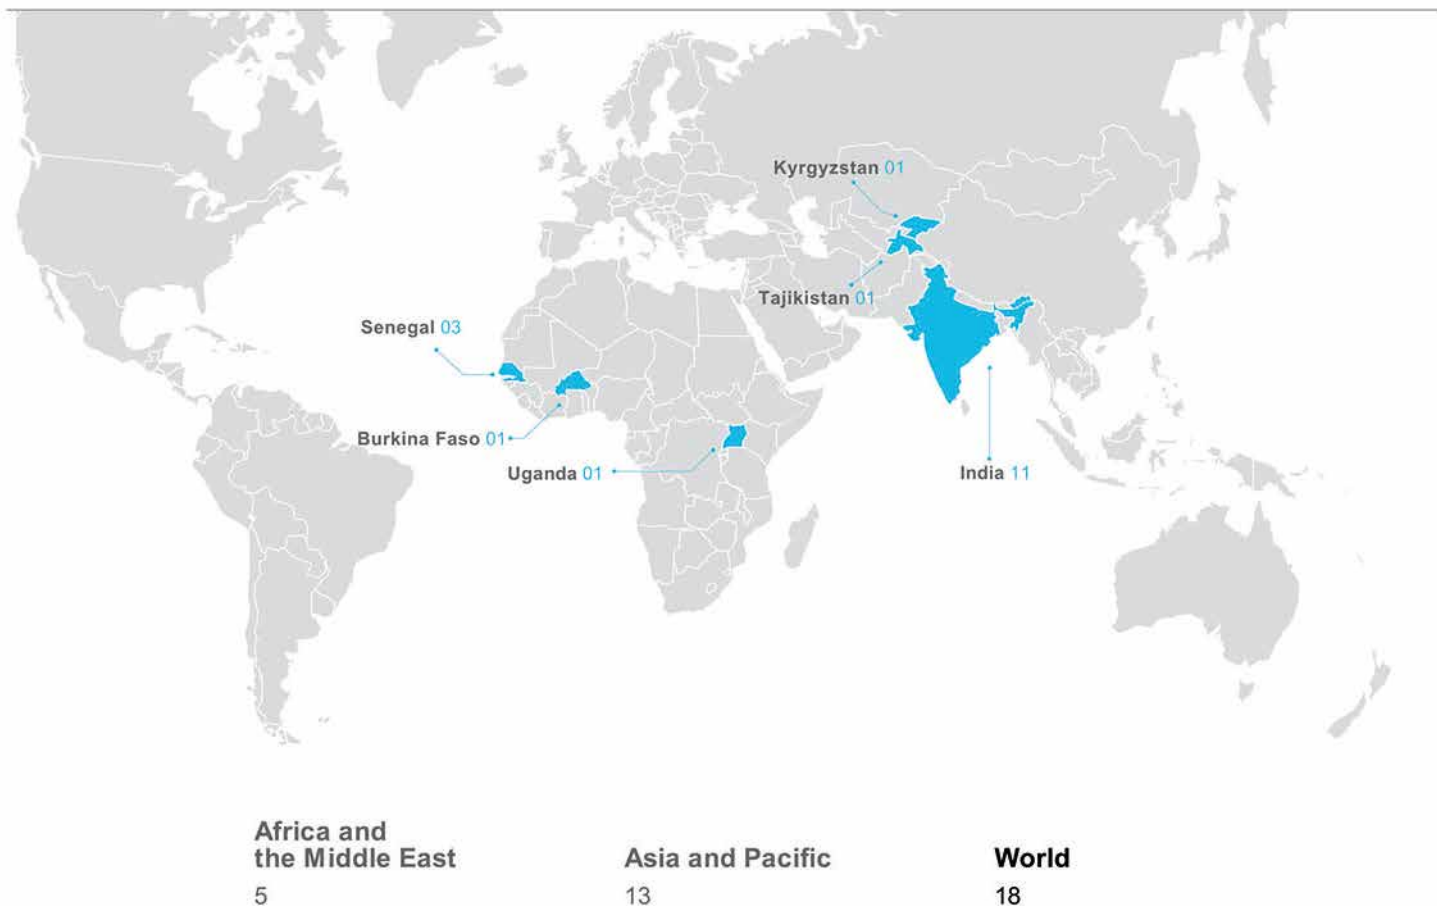 Kyrgyzstan 01
Tajikistan 01
Senegal 03
Burkina Faso 01
Uganda 01
India 11
Africa and
the Middle East
5
Asia and Pacific
13
World
18